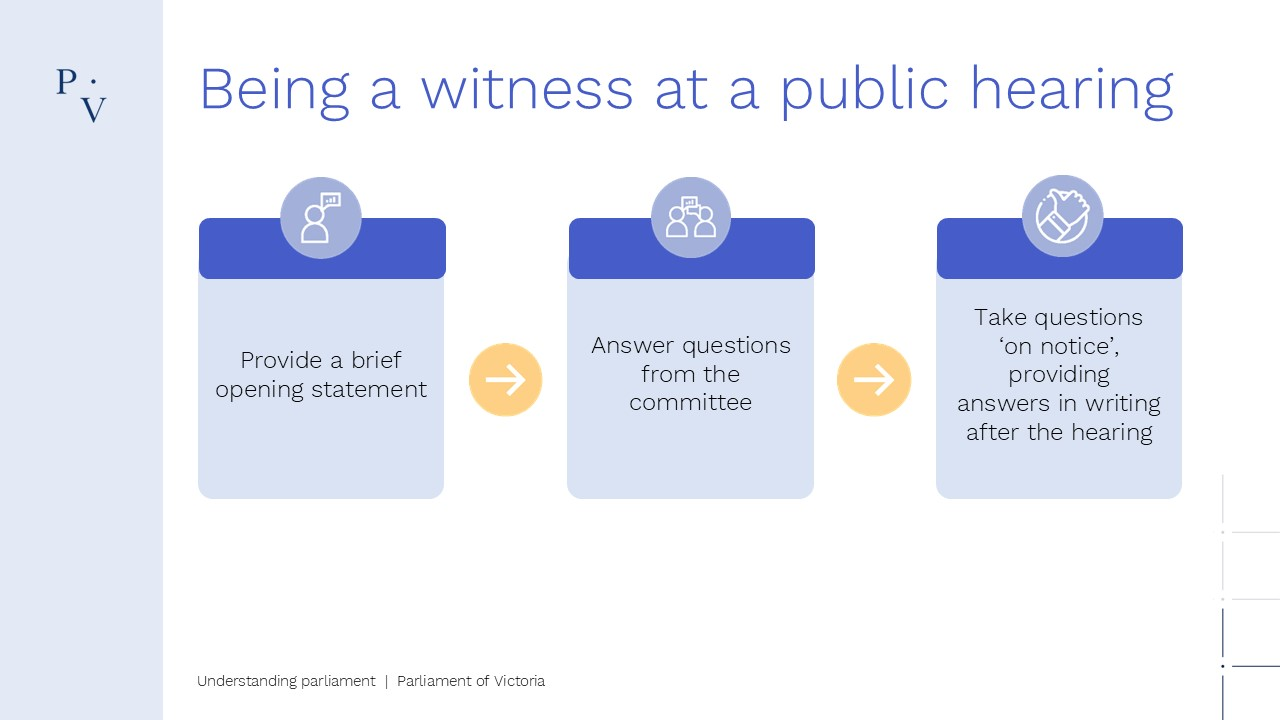 P .
V
Being a witness at a public hearing
Provide a brief
opening statement
Answer questions
from the
committee
Take questions
‘on notice’,
providing
answers in writing
after the hearing
Understanding parliament | Parliament of Victoria